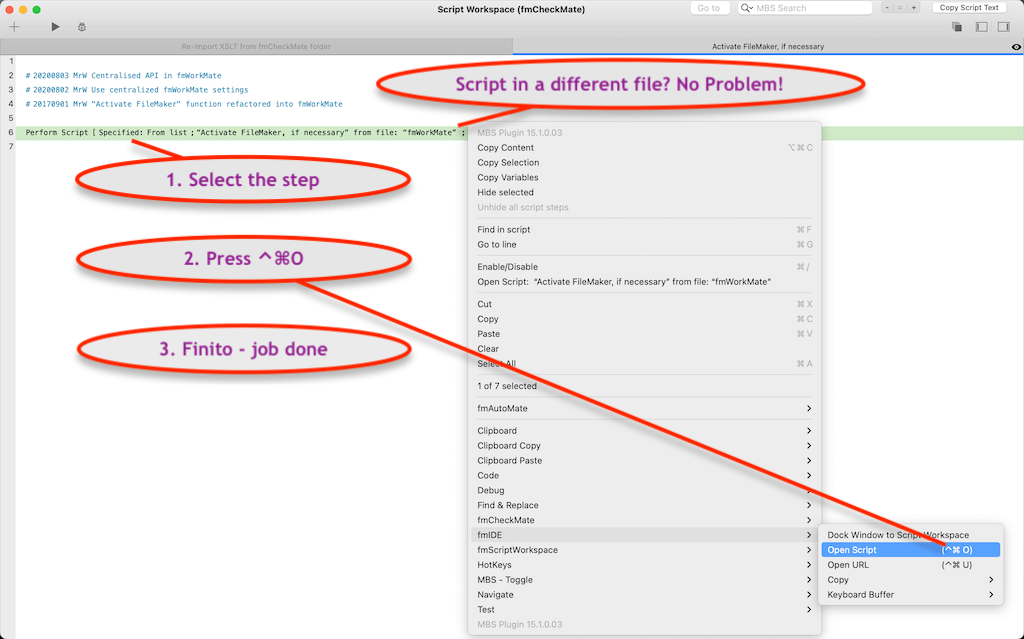 Script Workspace (fmCheckMate)
Go to
MBS Search
- = +
Copy Script Text
Re-import XSLT from fmCheckMate folder
Activate FileMaker, if necessary
1
2 # 20200803 MrW Centralised API in fmWorkMate
3 # 20200802 MrW Use centralized fmWorkMate settings
4 # 20170901 MrW "Activate FileMaker" function refactored into fmWorkMate
5
6 Perform Script [ Specified: From list ; “Activate FileMaker, if necessary” from file: “fmWorkMate” ;
7
Script in a different file? No Problem!
1. Select the step
2. Press ^⌘O
3. Finito - job done
MBS Plugin 15.1.0.03
Copy Content ⌥⌘C
Copy Selection
Copy Variables
Hide selected
Unhide all script steps
Find in script ⌘F
Go to line ⌘G
Enable/Disable ⌘/
Open Script: “Activate FileMaker, if necessary” from file: “fmWorkMate”
Cut ⌘X
Copy ⌘C
Paste ⌘V
Clear
Select All ⌘A
1 of 7 selected
fmAutoMate
Clipboard
Clipboard Copy
Clipboard Paste
Code
Debug
Find & Replace
fmCheckMate
fmIDE
fmScriptWorkspace
HotKeys
MBS - Toggle
Navigate
Test
MBS Plugin 15.1.0.03
Dock Window to Script Workspace
Open Script (^⌘O)
Open URL (^⌘U)
Copy
Keyboard Buffer